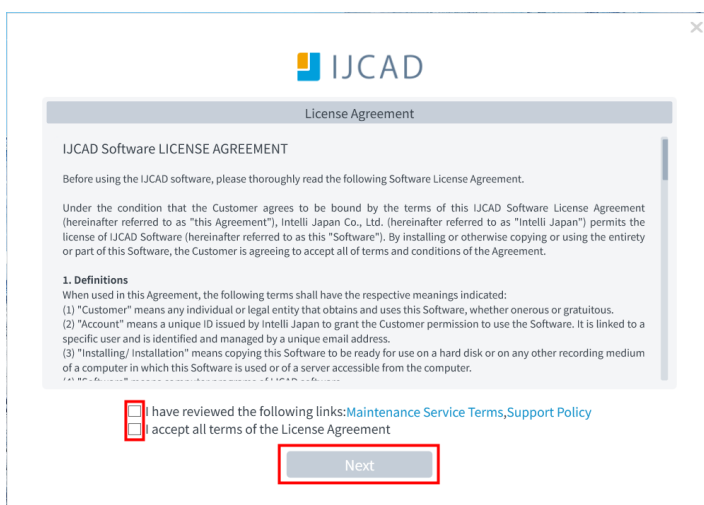 IJCAD
License Agreement
IJCAD Software LICENSE AGREEMENT
Before using the IJCAD software, please thoroughly read the following Software License Agreement.
Under the condition that the Customer agrees to be bound by the terms of this IJCAD Software License Agreement
(hereinafter referred to as "this Agreement"), Intelli Japan Co., Ltd. (hereinafter referred to as "Intelli Japan") permits the
license of IJCAD Software (hereinafter referred to as this "Software"). By installing or otherwise copying or using the entirety
or part of this Software, the Customer is agreeing to accept all of terms and conditions of the Agreement.
1. Definitions
When used in this Agreement, the following terms shall have the respective meanings indicated:
(1) "Customer" means any individual or legal entity that obtains and uses this Software, whether onerous or gratuitous.
(2) "Account" means a unique ID issued by Intelli Japan to grant the Customer permission to use the Software. It is linked to a
specific user and is identified and managed by a unique email address.
(3) "Installing/ Installation" means copying this Software to be ready for use on a hard disk or on any other recording medium
of a computer in which this Software is used or of a server accessible from the computer.
(4) "Software" means computer programs of IJCAD software
I have reviewed the following links:Maintenance Service Terms,Support Policy
I accept all terms of the License Agreement
Next